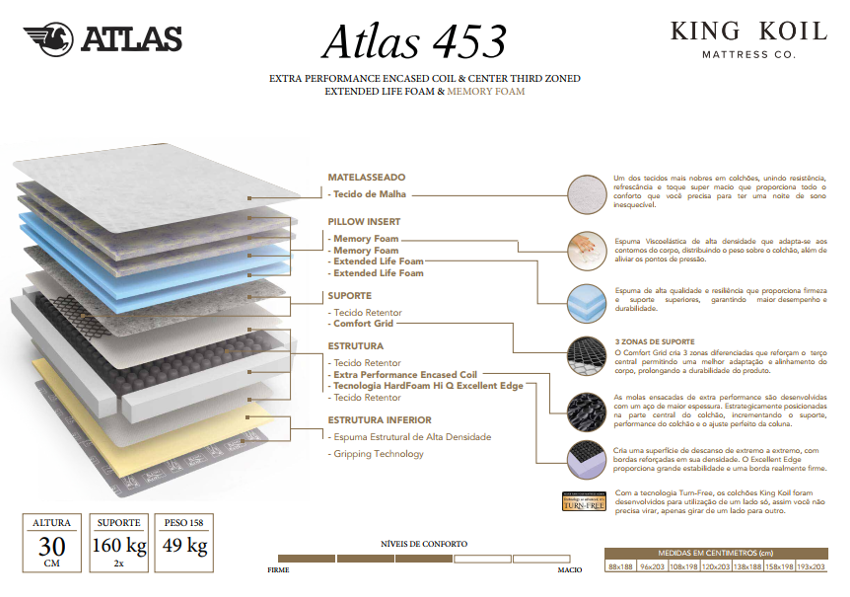 ATLAS
Atlas 453
KING KOIL
MATTRESS CO.
EXTRA PERFORMANCE ENCASED COIL & CENTER THIRD ZONED
EXTENDED LIFE FOAM & MEMORY FOAM
MATELASSEADO
- Tecido de Malha
PILLOW INSERT
- Memory Foam
- Memory Foam
- Extended Life Foam
- Extended Life Foam
SUPORTE
- Tecido Retentor
- Comfort Grid
ESTRUTURA
- Tecido Retentor
- Extra Performance Encased Coil
- Tecnologia HardFoam Hi Q Excellent Edge
- Tecido Retentor
ESTRUTURA INFERIOR
- Espuma Estrutural de Alta Densidade
- Gripping Technology
Um dos tecidos mais nobres em colchões, unindo resistência,
refrescância e toque super macio que proporciona todo o
conforto que você precisa para ter uma noite de sono
inesquecível.
Espuma Viscoelástica de alta densidade que adapta-se aos
contornos do corpo, distribuindo o peso sobre o colchão, além de
aliviar os pontos de pressão.
Espuma de alta qualidade e resiliência que proporciona firmeza
e suporte superiores, garantindo maior desempenho e
durabilidade.
3 ZONAS DE SUPORTE
O Comfort Grid cria 3 zonas diferenciadas que reforçam o terço
central permitindo uma melhor adaptação e alinhamento do
corpo, prolongando a durabilidade do produto.
As molas ensacadas de extra performance são desenvolvidas
com um aço de maior espessura. Estrategicamente posicionadas
na parte central do colchão, incrementando o suporte,
performance do colchão e o ajuste perfeito da coluna.
Cria uma superfície de descanso de extremo a extremo, com
bordas reforçadas em sua densidade. O Excellent Edge
proporciona grande estabilidade e uma borda realmente firme.
TURN-FREE
Com a tecnologia Turn-Free, os colchões King Koil foram
desenvolvidos para utilização de um lado só, assim você não
precisa virar, apenas girar de um lado para outro.
ALTURA
30
CM
SUPORTE
160 kg
2x
PESO 158
49 kg
NÍVEIS DE CONFORTO
FIRME
MACIO
MEDIDAS EM CENTIMETROS (cm)
88x188 96x203 108x198 120x203 138x188 158x198 193x203